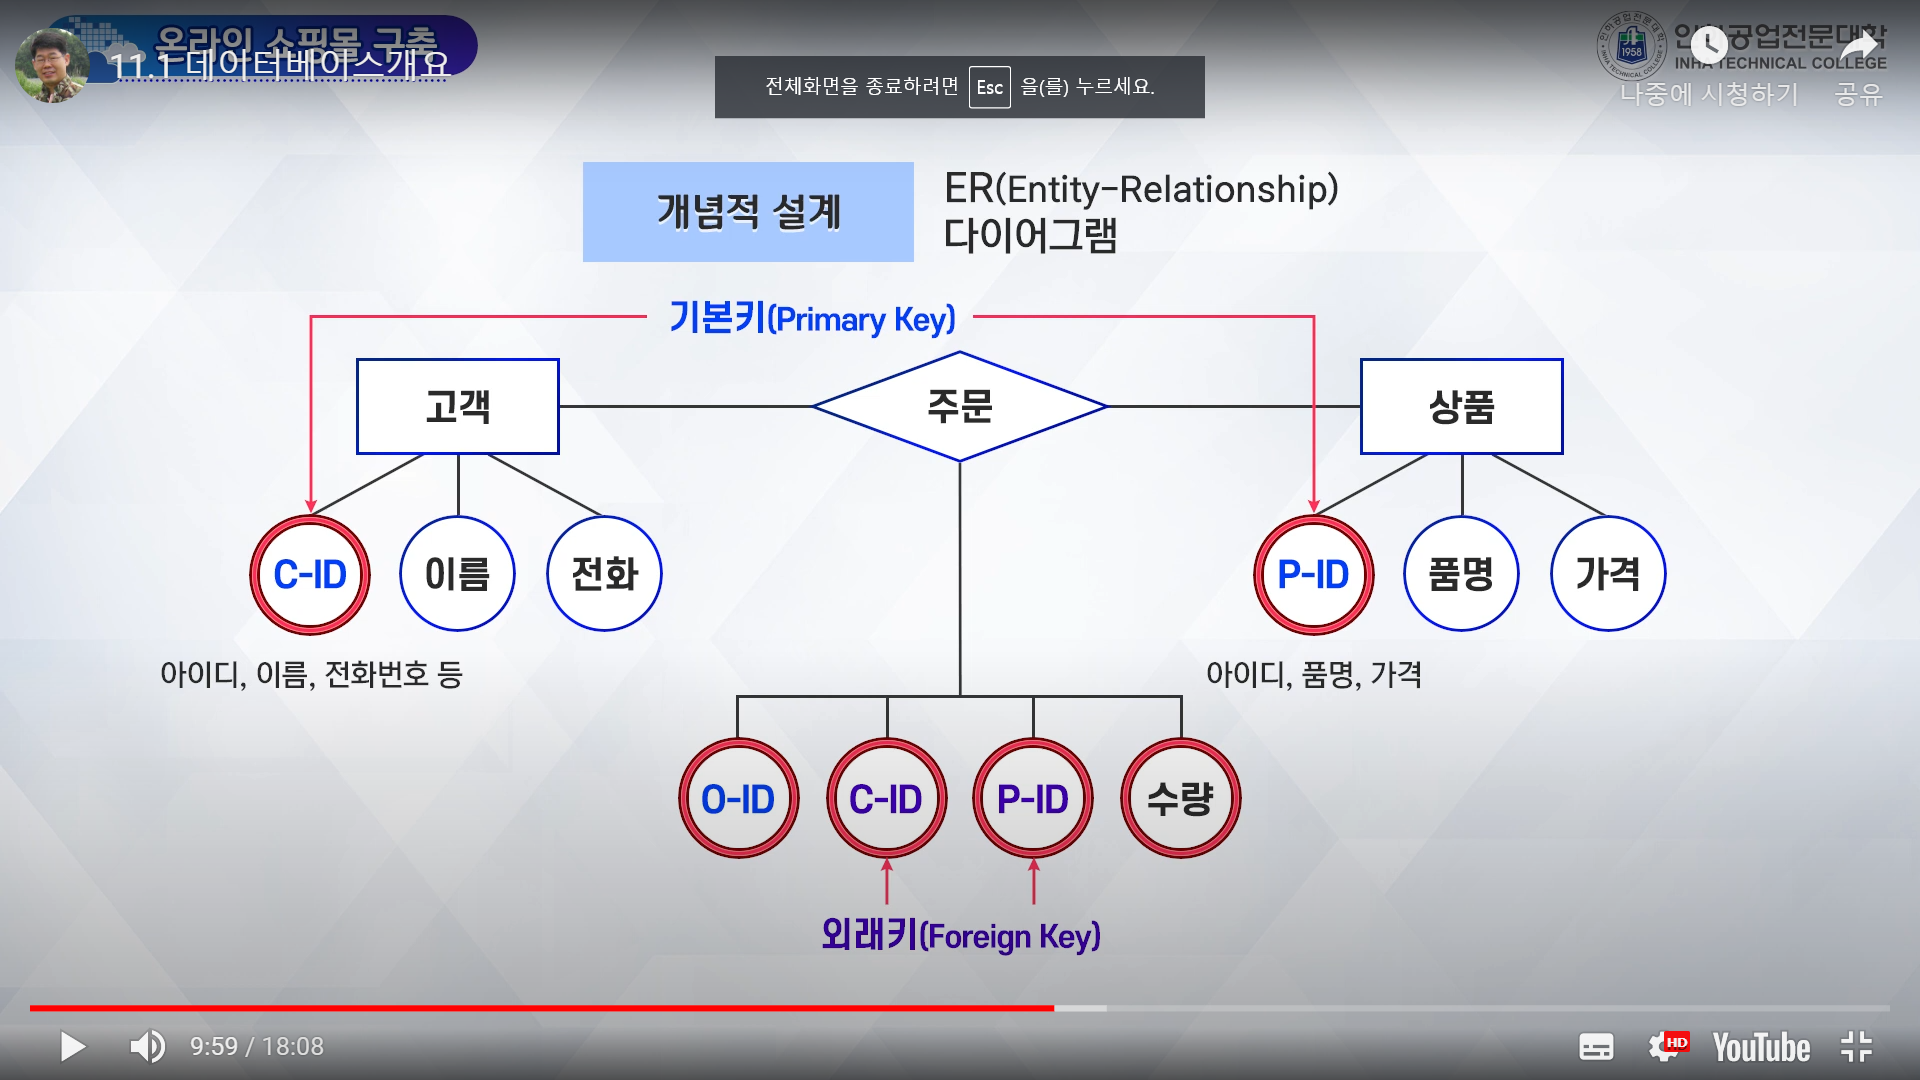 온라인 쇼핑몰 구축
11.1 데이터베이스개요
전체화면을 종료하려면 Esc 을(를) 누르세요.
인하공업전문대학
INHA TECHNICAL COLLEGE
1958
나중에 시청하기 공유
개념적 설계
ER(Entity-Relationship)
다이어그램
기본키(Primary Key)
고객 주문 상품
C-ID 이름 전화 P-ID 품명 가격
아이디, 이름, 전화번호 등
아이디, 품명, 가격
O-ID C-ID P-ID 수량
외래키(Foreign Key)
9:59 / 18:08
HD
YouTube